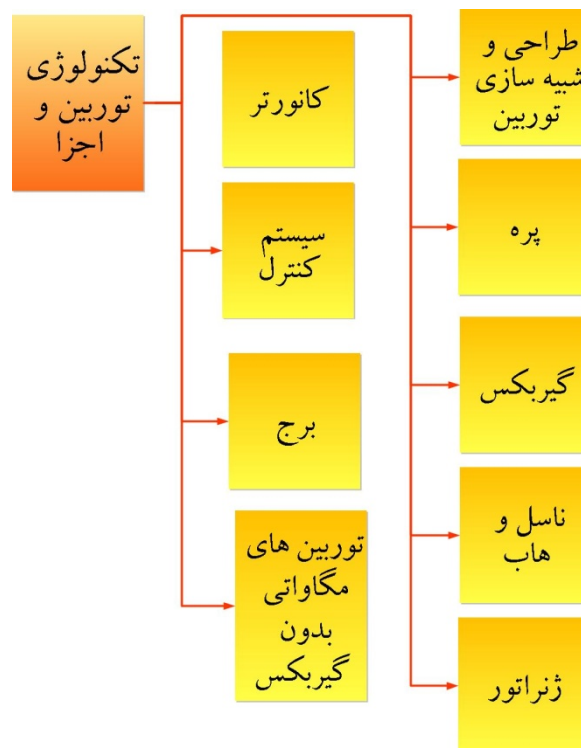 تکنولوژی
توربین و
اجزا
طراحی و
شبیه سازی
توربین
پره
گیربکس
ناسل و
هاب
ژنراتور
کانورتر
سیستم
کنترل
برج
توربین های
مگاواتی
بدون
گیربکس